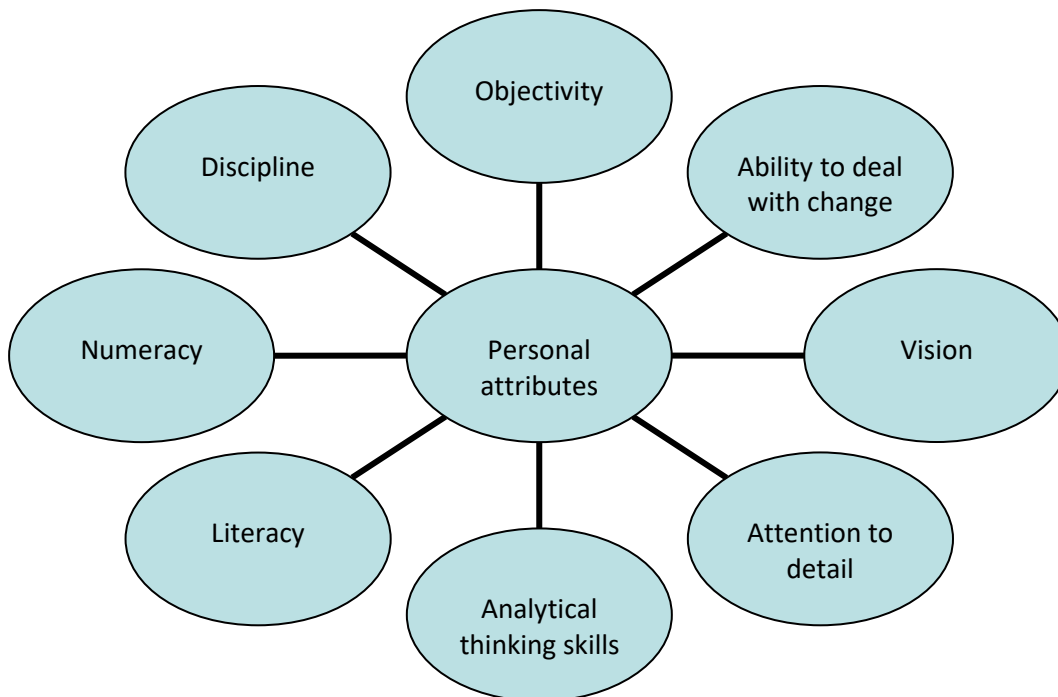 Objectivity
Discipline
Ability to deal
with change
Numeracy
Personal
attributes
Vision
Literacy
Attention to
detail
Analytical
thinking skills